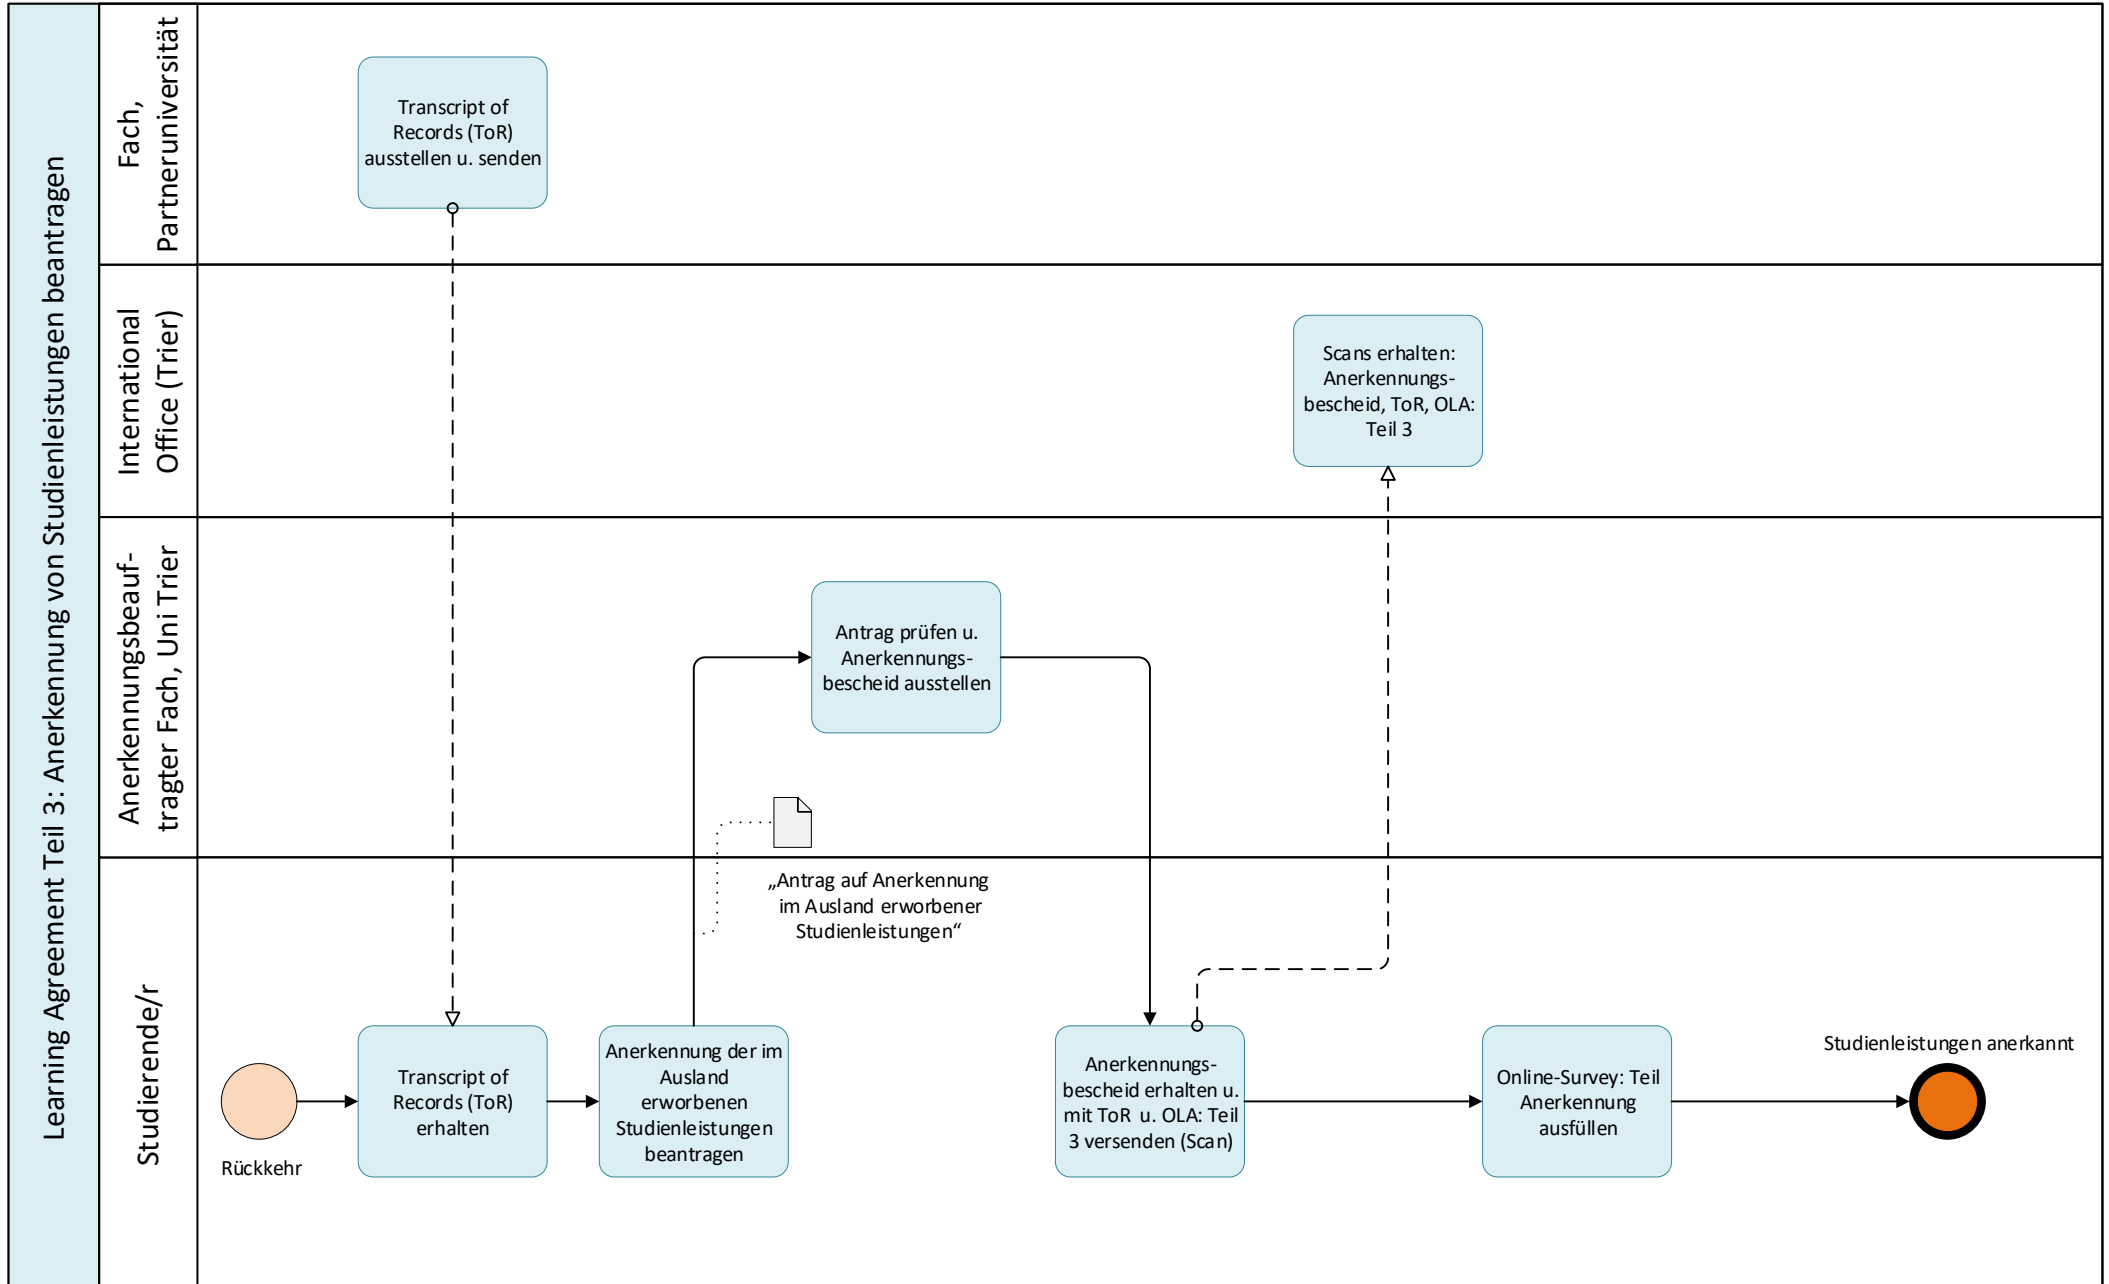 Learning Agreement Teil 3: Anerkennung von Studienleistungen beantragen
Fach,
Partneruniversität
Transcript of
Records (ToR)
ausstellen u. senden
International
Office (Trier)
Scans erhalten:
Anerkennungs-
bescheid, ToR, OLA:
Teil 3
Anerkennungsbeauf-
tragter Fach, Uni Trier
Antrag prüfen u.
Anerkennungs-
bescheid ausstellen
„Antrag auf Anerkennung
im Ausland erworbener
Studienleistungen“
Studierende/r
Rückkehr
Transcript of
Records (ToR)
erhalten
Anerkennung der im
Ausland
erworbenen
Studienleistungen
beantragen
Anerkennungs-
bescheid erhalten u.
mit ToR u. OLA: Teil
3 versenden (Scan)
Online-Survey: Teil
Anerkennung
ausfüllen
Studienleistungen anerkannt